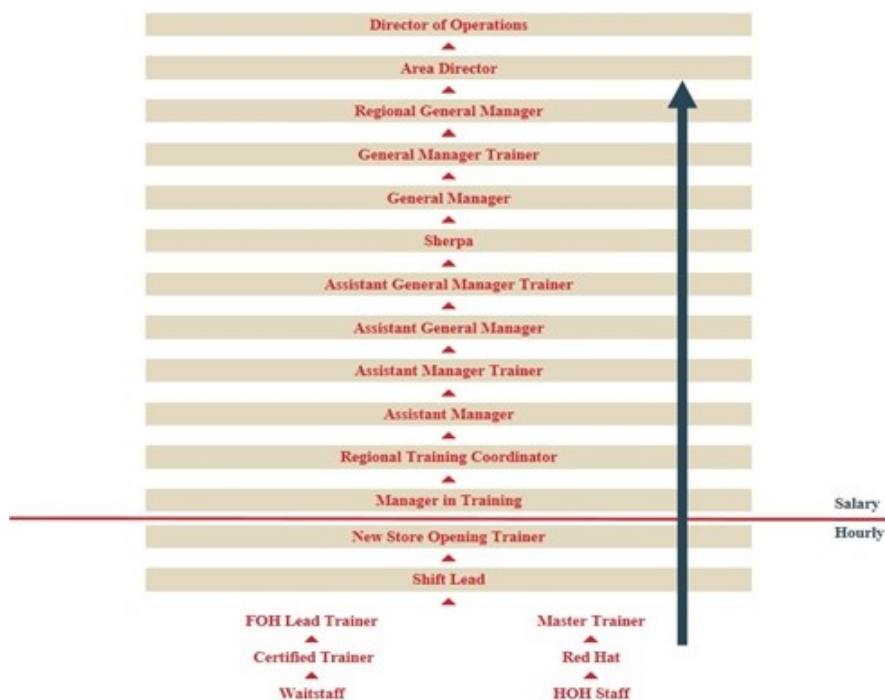 Director of Operations
Area Director
Regional General Manager
General Manager Trainer
General Manager
Sherpa
Assistant General Manager Trainer
Assistant General Manager
Assistant Manager Trainer
Assistant Manager
Regional Training Coordinator
Manager in Training
Salary
Hourly
New Store Opening Trainer
Shift Lead
FOH Lead Trainer Master Trainer
Certified Trainer Red Hat
Waitstaff HOH Staff